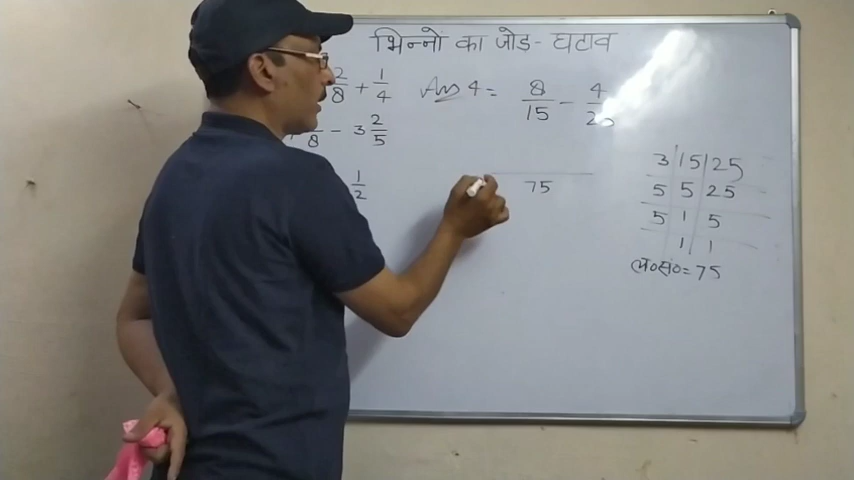 भिन्नों का जोड़ - घटाव
2/8 + 1/4
8 - 3 2/5
1/2
Ans 4 = 8/15 - 4/25
75
3 | 15 | 25
5 | 5 | 25
5 | 1 | 5
1 | 1
ल०स० = 75